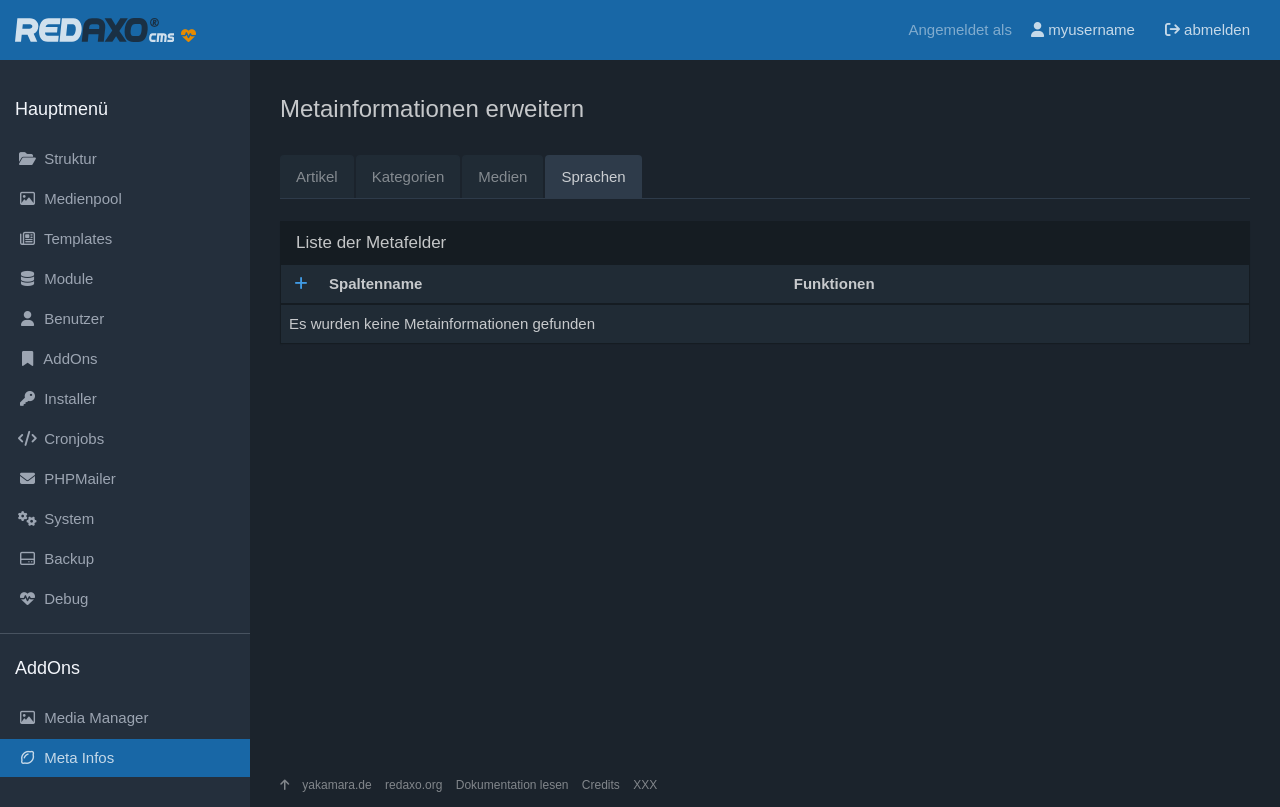 REDAXO® cms
Angemeldet als myusername abmelden
Hauptmenü
Struktur
Medienpool
Templates
Module
Benutzer
AddOns
Installer
Cronjobs
PHPMailer
System
Backup
Debug
AddOns
Media Manager
Meta Infos
Metainformationen erweitern
Artikel Kategorien Medien Sprachen
Liste der Metafelder
Spaltenname Funktionen
Es wurden keine Metainformationen gefunden
yakamara.de redaxo.org Dokumentation lesen Credits XXX